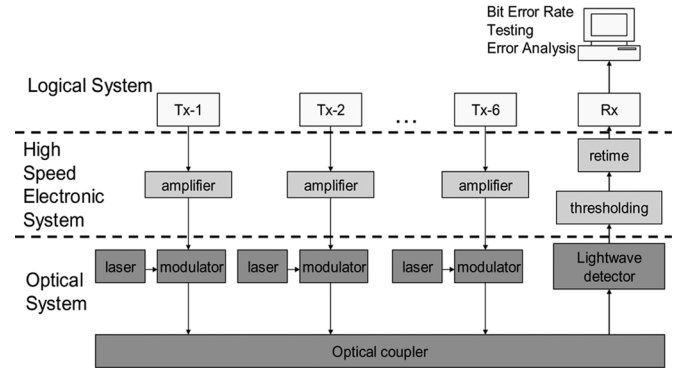 Bit Error Rate
Testing
Error Analysis
Logical System
Tx-1
Tx-2
...
Tx-6
Rx
High
Speed
Electronic
System
retime
amplifier
amplifier
amplifier
thresholding
Optical
System
laser
modulator
laser
modulator
laser
modulator
Lightwave
detector
Optical coupler